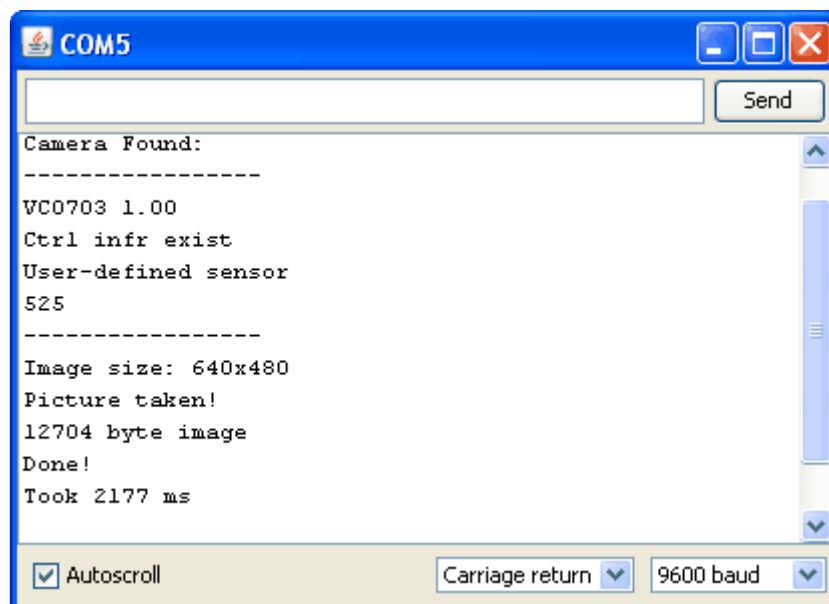 COM5
Send
Camera Found:
-----------------
VC0703 1.00
Ctrl infr exist
User-defined sensor
525
-----------------
Image size: 640x480
Picture taken!
12704 byte image
Done!
Took 2177 ms
Autoscroll
Carriage return
9600 baud